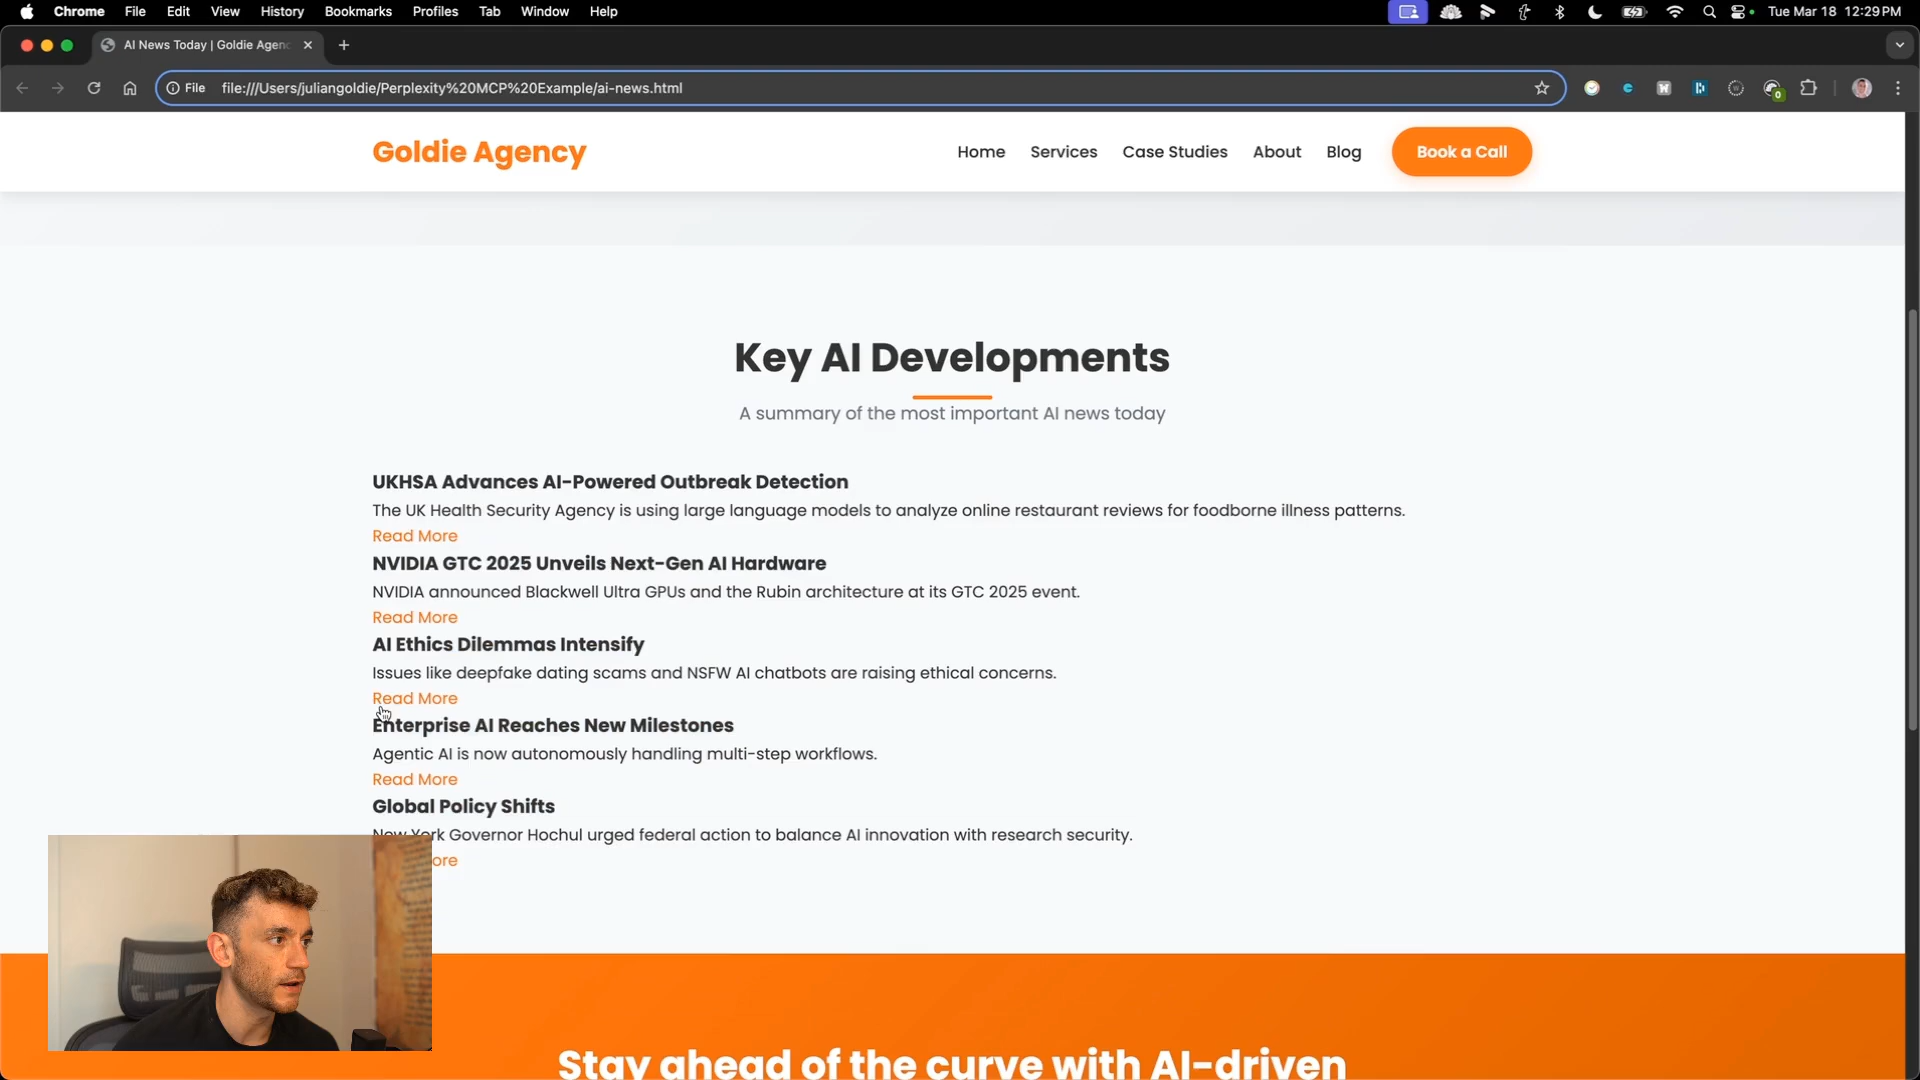 Chrome File Edit View History Bookmarks Profiles Tab Window Help Tue Mar 18 12:29 PM
AI News Today | Goldie Agenc
File file:///Users/juliangoldie/Perplexity%20MCP%20Example/ai-news.html
0
Goldie Agency
Home Services Case Studies About Blog Book a Call
Key AI Developments
A summary of the most important AI news today
UKHSA Advances AI-Powered Outbreak Detection
The UK Health Security Agency is using large language models to analyze online restaurant reviews for foodborne illness patterns.
Read More
NVIDIA GTC 2025 Unveils Next-Gen AI Hardware
NVIDIA announced Blackwell Ultra GPUs and the Rubin architecture at its GTC 2025 event.
Read More
AI Ethics Dilemmas Intensify
Issues like deepfake dating scams and NSFW AI chatbots are raising ethical concerns.
Read More
Enterprise AI Reaches New Milestones
Agentic AI is now autonomously handling multi-step workflows.
Read More
Global Policy Shifts
New York Governor Hochul urged federal action to balance AI innovation with research security.
ore
Stay ahead of the curve with AI-driven